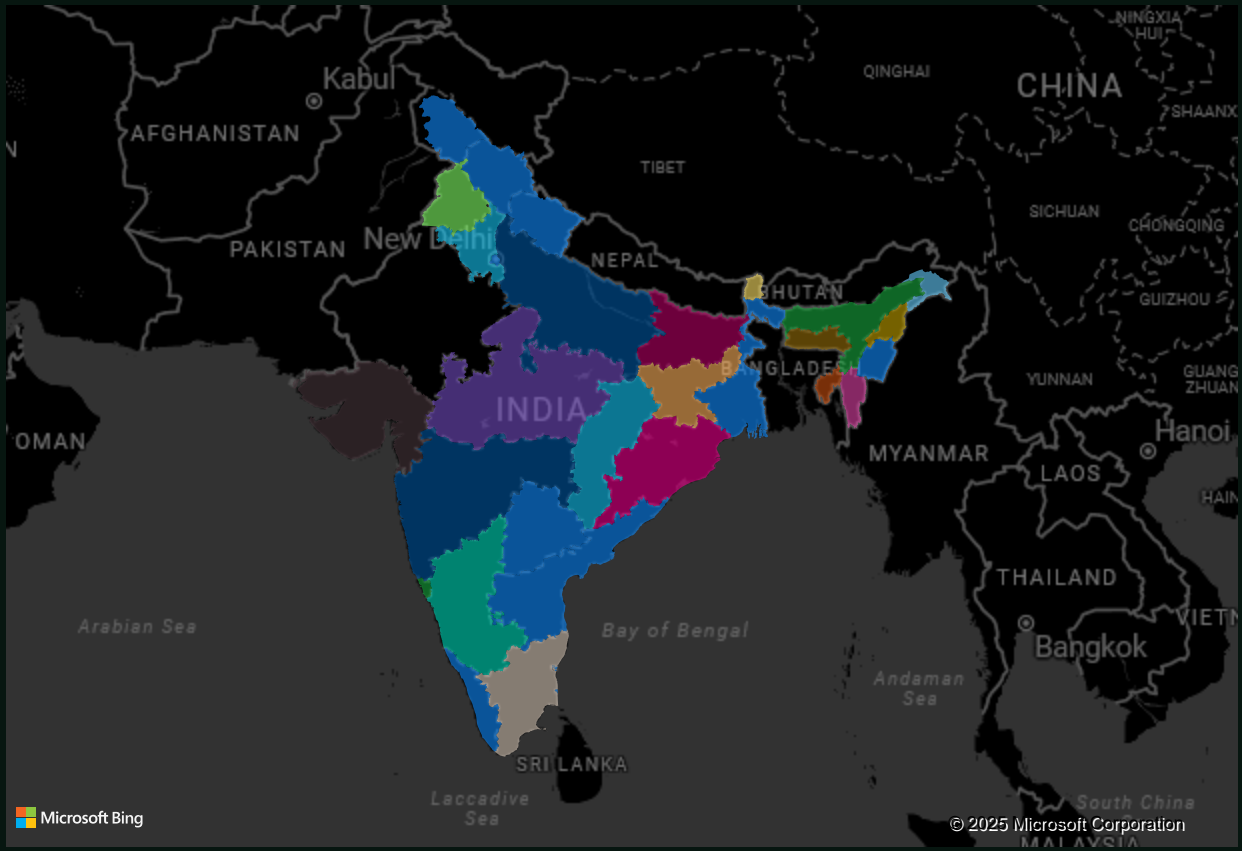 NINGXIA
HUI
QINGHAI
CHINA
Kabul
SHAANX
AFGHANISTAN
N
TIBET
SICHUAN
CHONGQING
PAKISTAN
New Delhi
NEPAL
BHUTAN
GUIZHOU
BANGLADESH
YUNNAN
GUANG
ZHUAN
INDIA
OMAN
Hanoi
MYANMAR
LAOS
HAIN
THAILAND
Arabian Sea
Bay of Bengal
VIETN
Bangkok
Andaman
Sea
SRI LANKA
Laccadive
Sea
South China
Microsoft Bing
© 2025 Microsoft Corporation
MALAYSIA